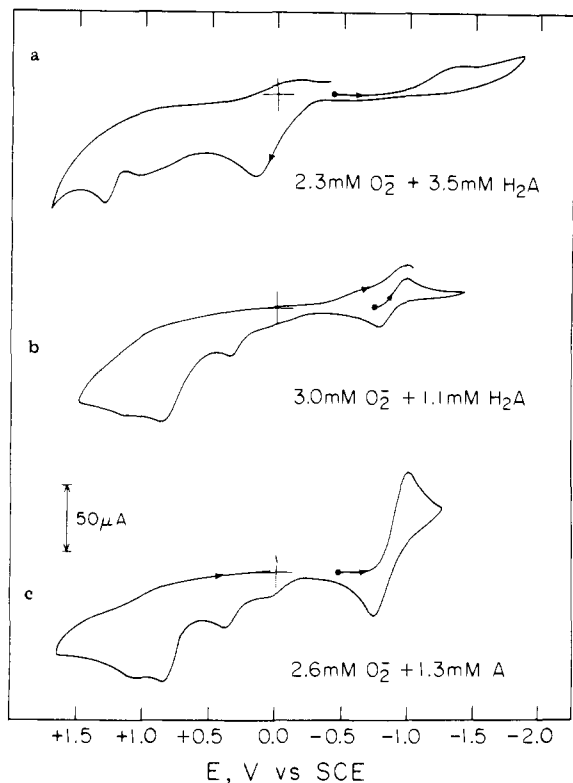 a
2.3mM O₂⁻ + 3.5mM H₂A
b
3.0mM O₂⁻ + 1.1mM H₂A
50μA
c
2.6mM O₂⁻ + 1.3mM A
+1.5 +1.0 +0.5 0.0 -0.5 -1.0 -1.5 -2.0
E, V vs SCE